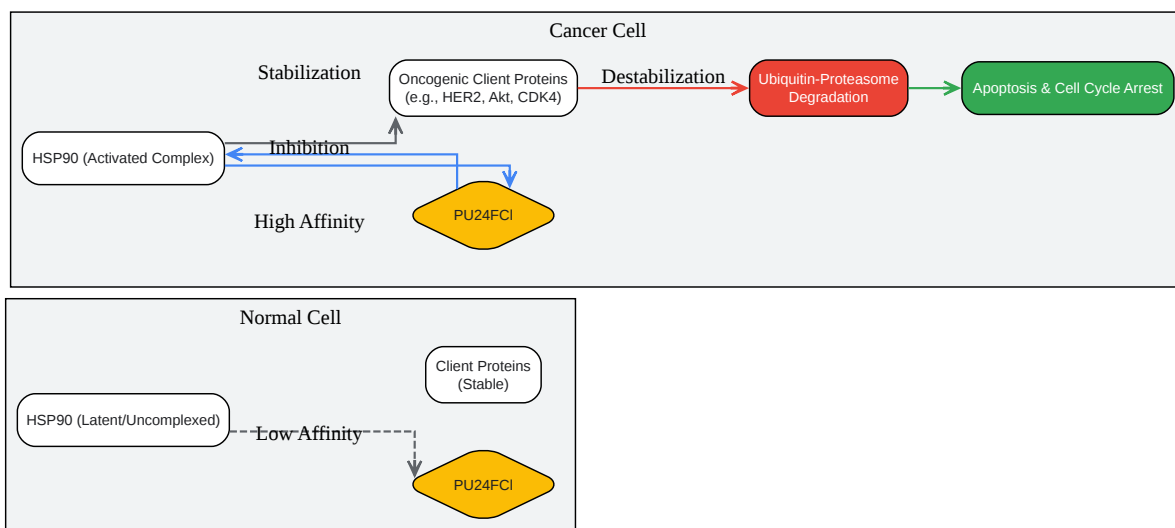 Cancer Cell
Stabilization
Oncogenic Client Proteins
(e.g., HER2, Akt, CDK4)
Destabilization
Ubiquitin-Proteasome
Degradation
Apoptosis & Cell Cycle Arrest
HSP90 (Activated Complex)
Inhibition
High Affinity
PU24FCl
Normal Cell
Client Proteins
(Stable)
HSP90 (Latent/Uncomplexed)
Low Affinity
PU24FCl